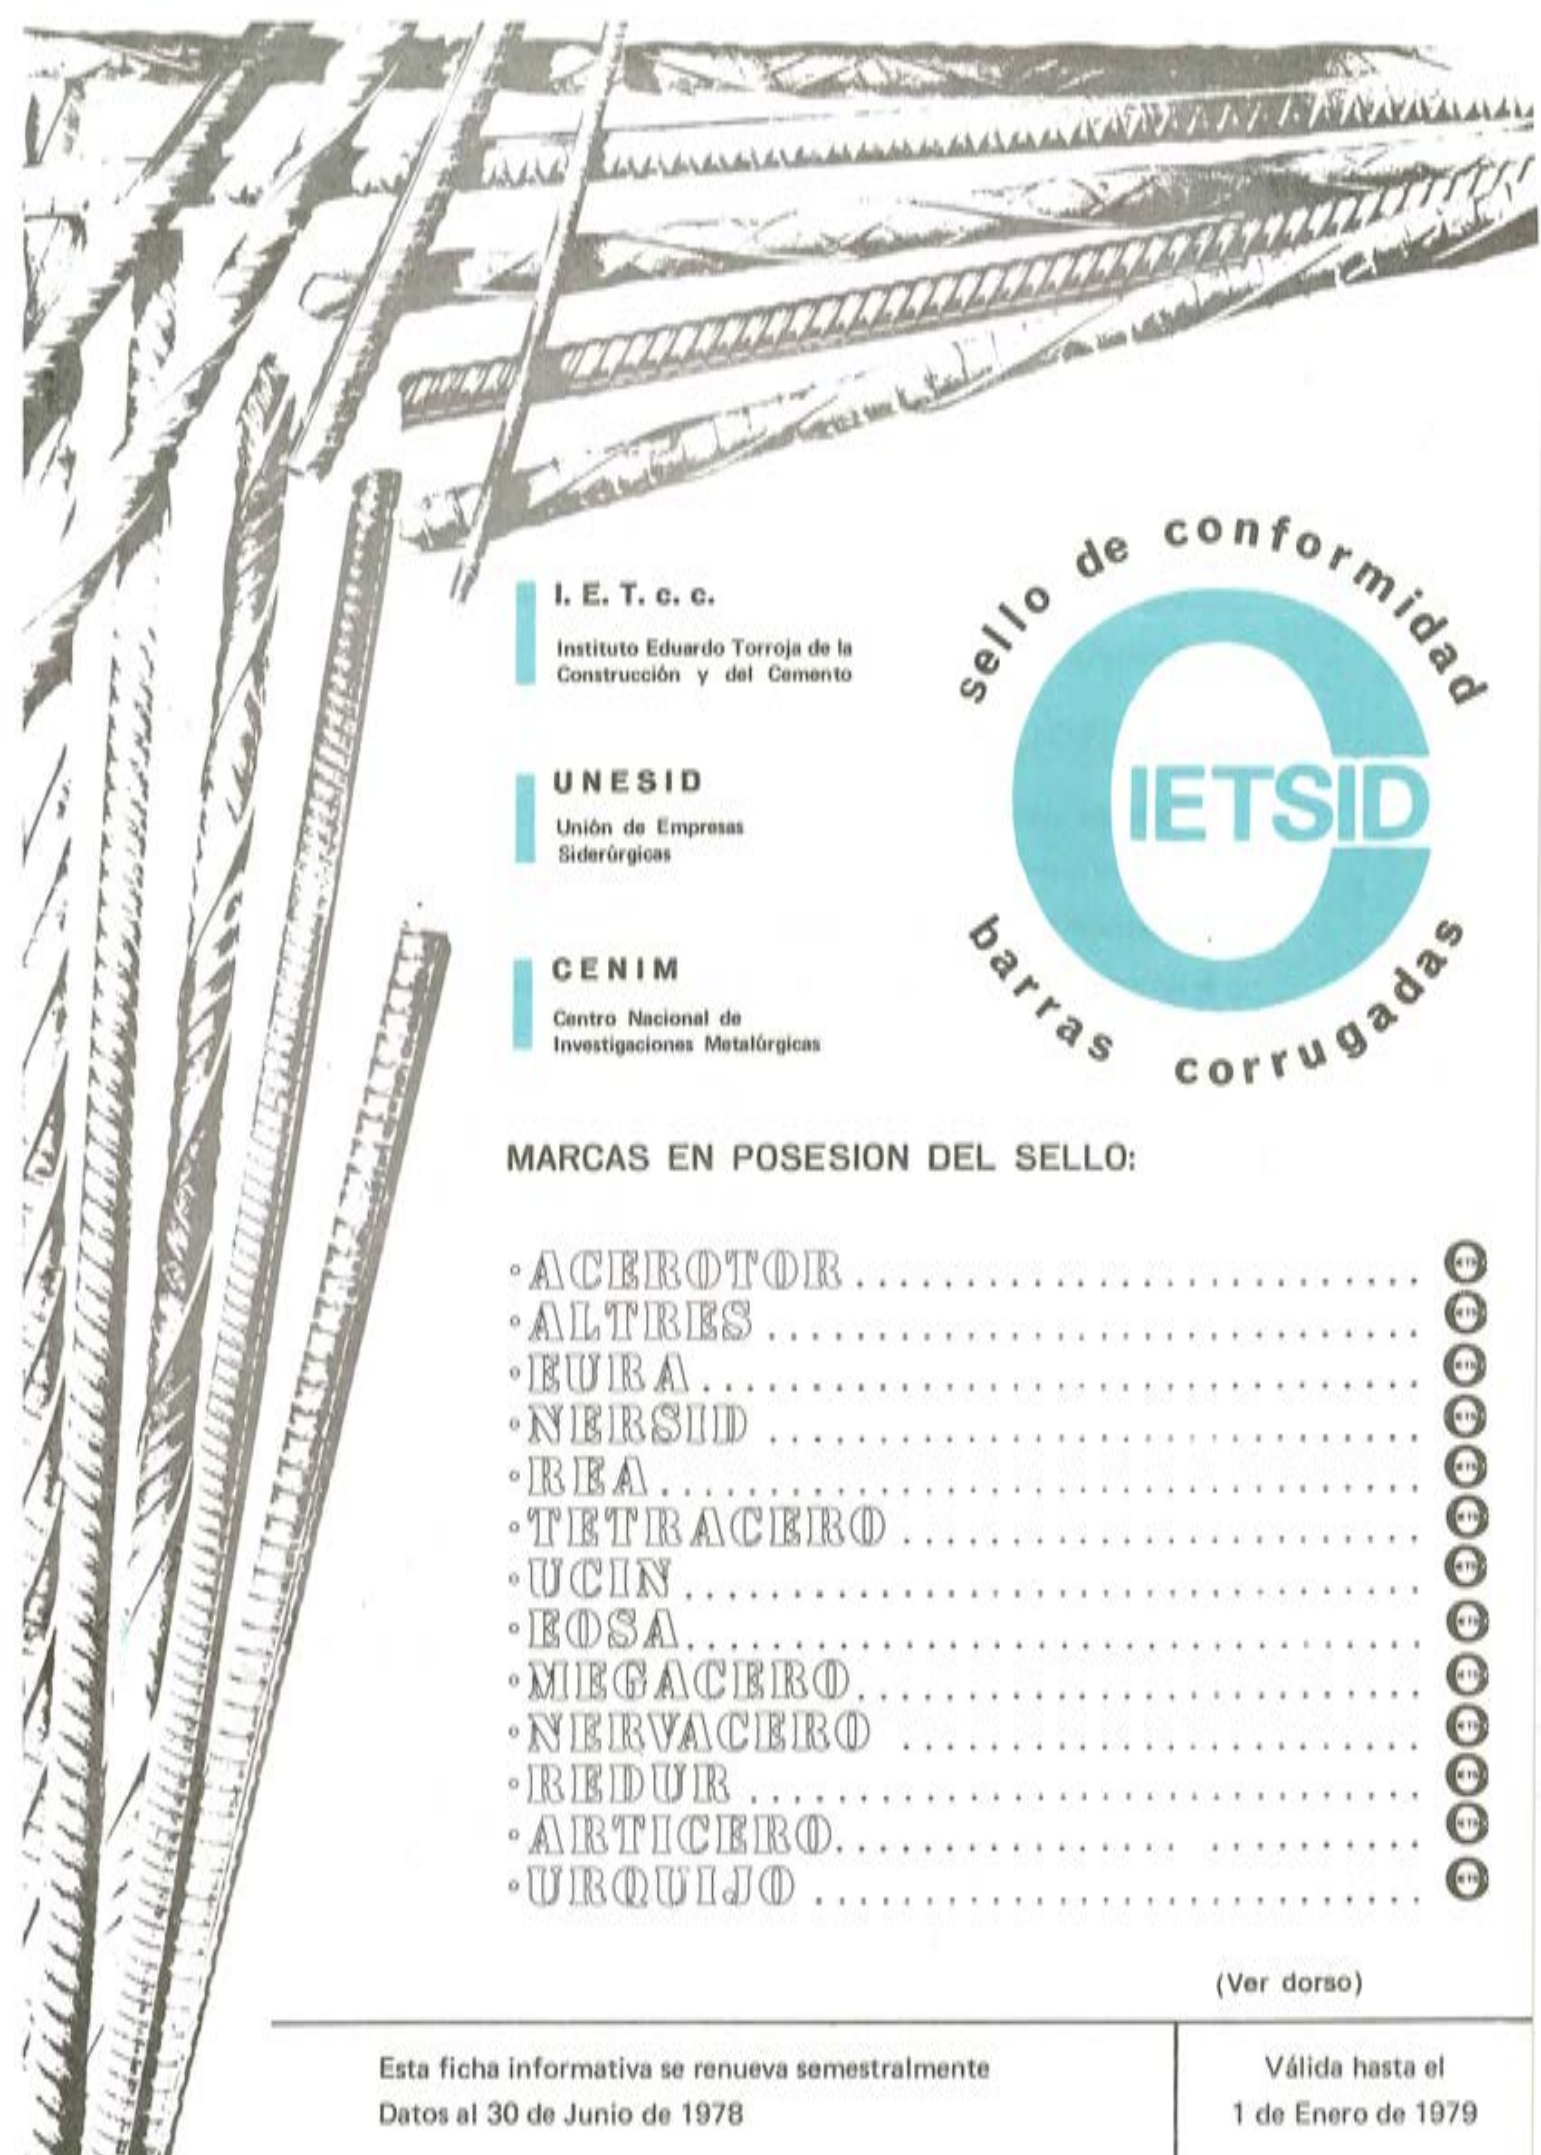 I. E. T. c. c.
Instituto Eduardo Torroja de la
Construcción y del Cemento
UNESID
Unión de Empresas
Siderúrgicas
CENIM
Centro Nacional de
Investigaciones Metalúrgicas
sello de conformidad
IETSID
barras corrugadas
MARCAS EN POSESION DEL SELLO:
ACEROTOR
ALTRES
EURA
NERSID
REA
TETRACERO
UCIN
EOSA
MEGACERO
NERVACERO
REDUR
ARTICERO
URQUIJO
(Ver dorso)
Esta ficha informativa se renueva semestralmente
Datos al 30 de Junio de 1978
Válida hasta el
1 de Enero de 1979